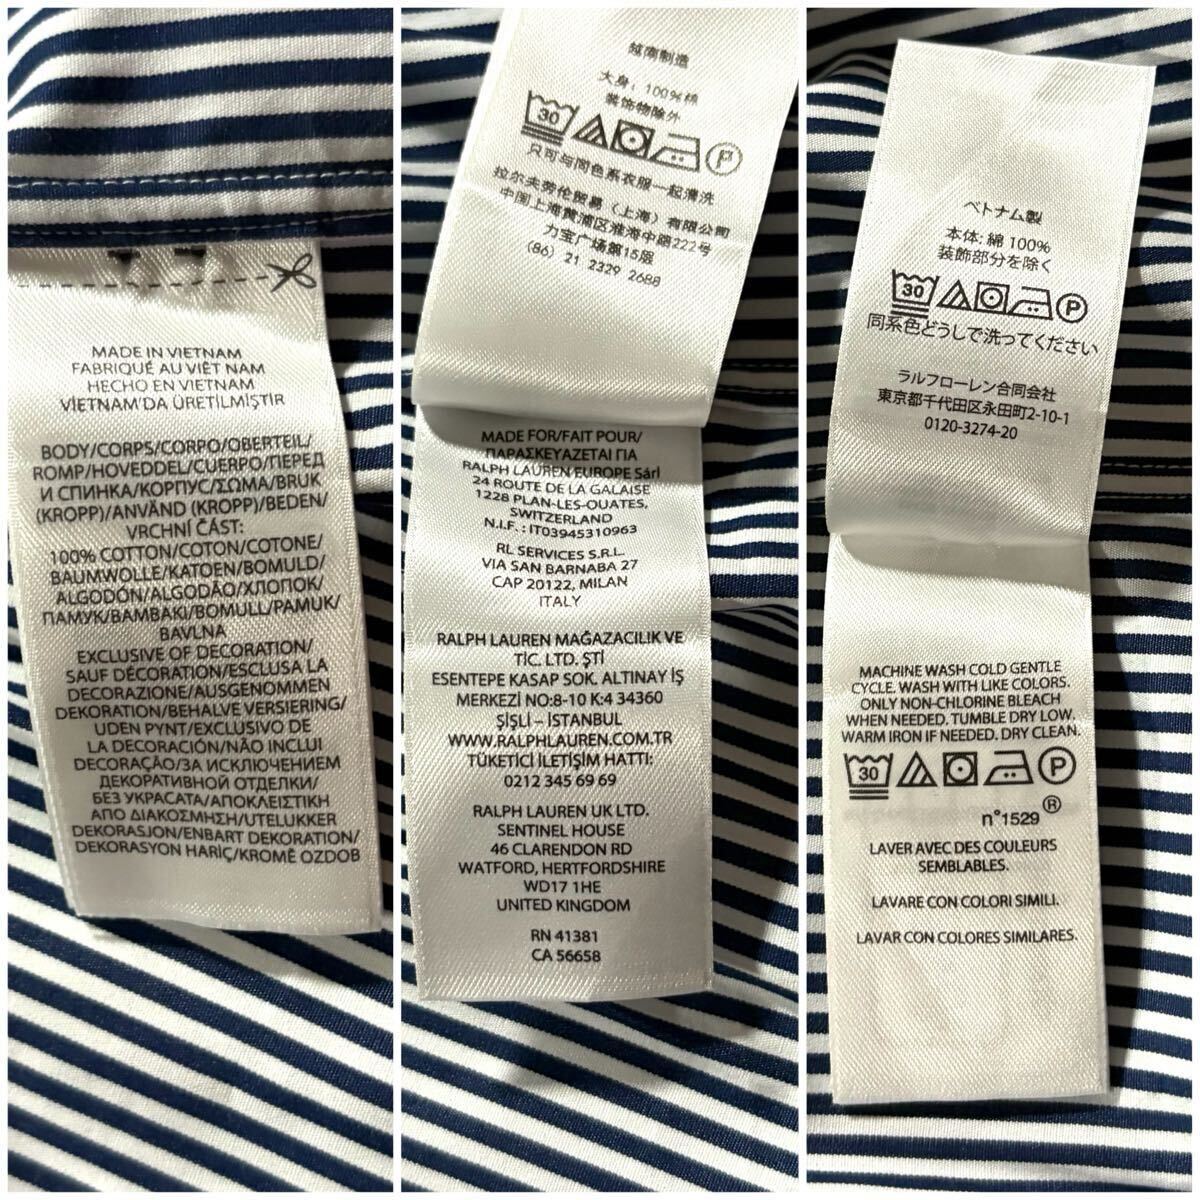 MADE IN VIETNAM
FABRIQUÉ AU VIÊT NAM
HECHO EN VIETNAM
VİETNAM'DA ÜRETİLMİŞTİR
BODY/CORPS/CORPO/OBERTEIL/
ROMP/HOVEDDEL/CUERPO/ПЕРЕД
И СПИНКА/КОРПУС/ΣΩΜΑ/BRUK
(KROPP)/ANVÄND (KROPP)/BEDEN/
VRCHNÍ ČÁST:
100% COTTON/COTON/COTONE/
BAUMWOLLE/KATOEN/BOMULD/
ALGODÓN/ALGODÃO/ХЛОПОК/
ПАМУК/ΒΑΜΒΑΚΙ/BOMULL/PAMUK/
BAVLNA
EXCLUSIVE OF DECORATION/
SAUF DÉCORATION/ESCLUSA LA
DECORAZIONE/AUSGENOMMEN
DEKORATION/BEHALVE VERSIERING/
UDEN PYNT/EXCLUSIVO DE
LA DECORACIÓN/NÃO INCLUI
DECORAÇÃO/ЗА ИСКЛЮЧЕНИЕМ
ДЕКОРАТИВНОЙ ОТДЕЛКИ/
БЕЗ УКРАСАТА/ΑΠΟΚΛΕΙΣΤΙΚΗ
ΑΠΟ ΔΙΑΚΟΣΜΗΣΗ/UTELUKKER
DEKORASJON/ENBART DEKORATION/
DEKORASYON HARİÇ/KROMĚ OZDOB
越南制造
大身: 100%棉
装饰物除外
30 P
只可与同色系衣服一起清洗
拉尔夫劳伦贸易（上海）有限公司
中国上海黄浦区淮海中路222号
力宝广场第15层
(86) 21 2329 2688
MADE FOR/FAIT POUR/
ΠΑΡΑΣΚΕΥΑΖΕΤΑΙ ΓΙΑ
RALPH LAUREN EUROPE Sárl
24 ROUTE DE LA GALAISE
1228 PLAN-LES-OUATES,
SWITZERLAND
N.I.F. : IT03945310963
RL SERVICES S.R.L.
VIA SAN BARNABA 27
CAP 20122, MILAN
ITALY
RALPH LAUREN MAĞAZACILIK VE
TİC. LTD. ŞTİ
ESENTEPE KASAP SOK. ALTINAY İŞ
MERKEZİ NO:8-10 K:4 34360
ŞİŞLİ – İSTANBUL
WWW.RALPHLAUREN.COM.TR
TÜKETİCİ İLETİŞİM HATTI:
0212 345 69 69
RALPH LAUREN UK LTD.
SENTINEL HOUSE
46 CLARENDON RD
WATFORD, HERTFORDSHIRE
WD17 1HE
UNITED KINGDOM
RN 41381
CA 56658
ベトナム製
本体: 綿 100%
装飾部分を除く
30 P
同系色どうしで洗ってください
ラルフローレン合同会社
東京都千代田区永田町2-10-1
0120-3274-20
MACHINE WASH COLD GENTLE
CYCLE. WASH WITH LIKE COLORS.
ONLY NON-CHLORINE BLEACH
WHEN NEEDED. TUMBLE DRY LOW.
WARM IRON IF NEEDED. DRY CLEAN.
30 P
n°1529 ®
LAVER AVEC DES COULEURS
SEMBLABLES.
LAVARE CON COLORI SIMILI.
LAVAR CON COLORES SIMILARES.